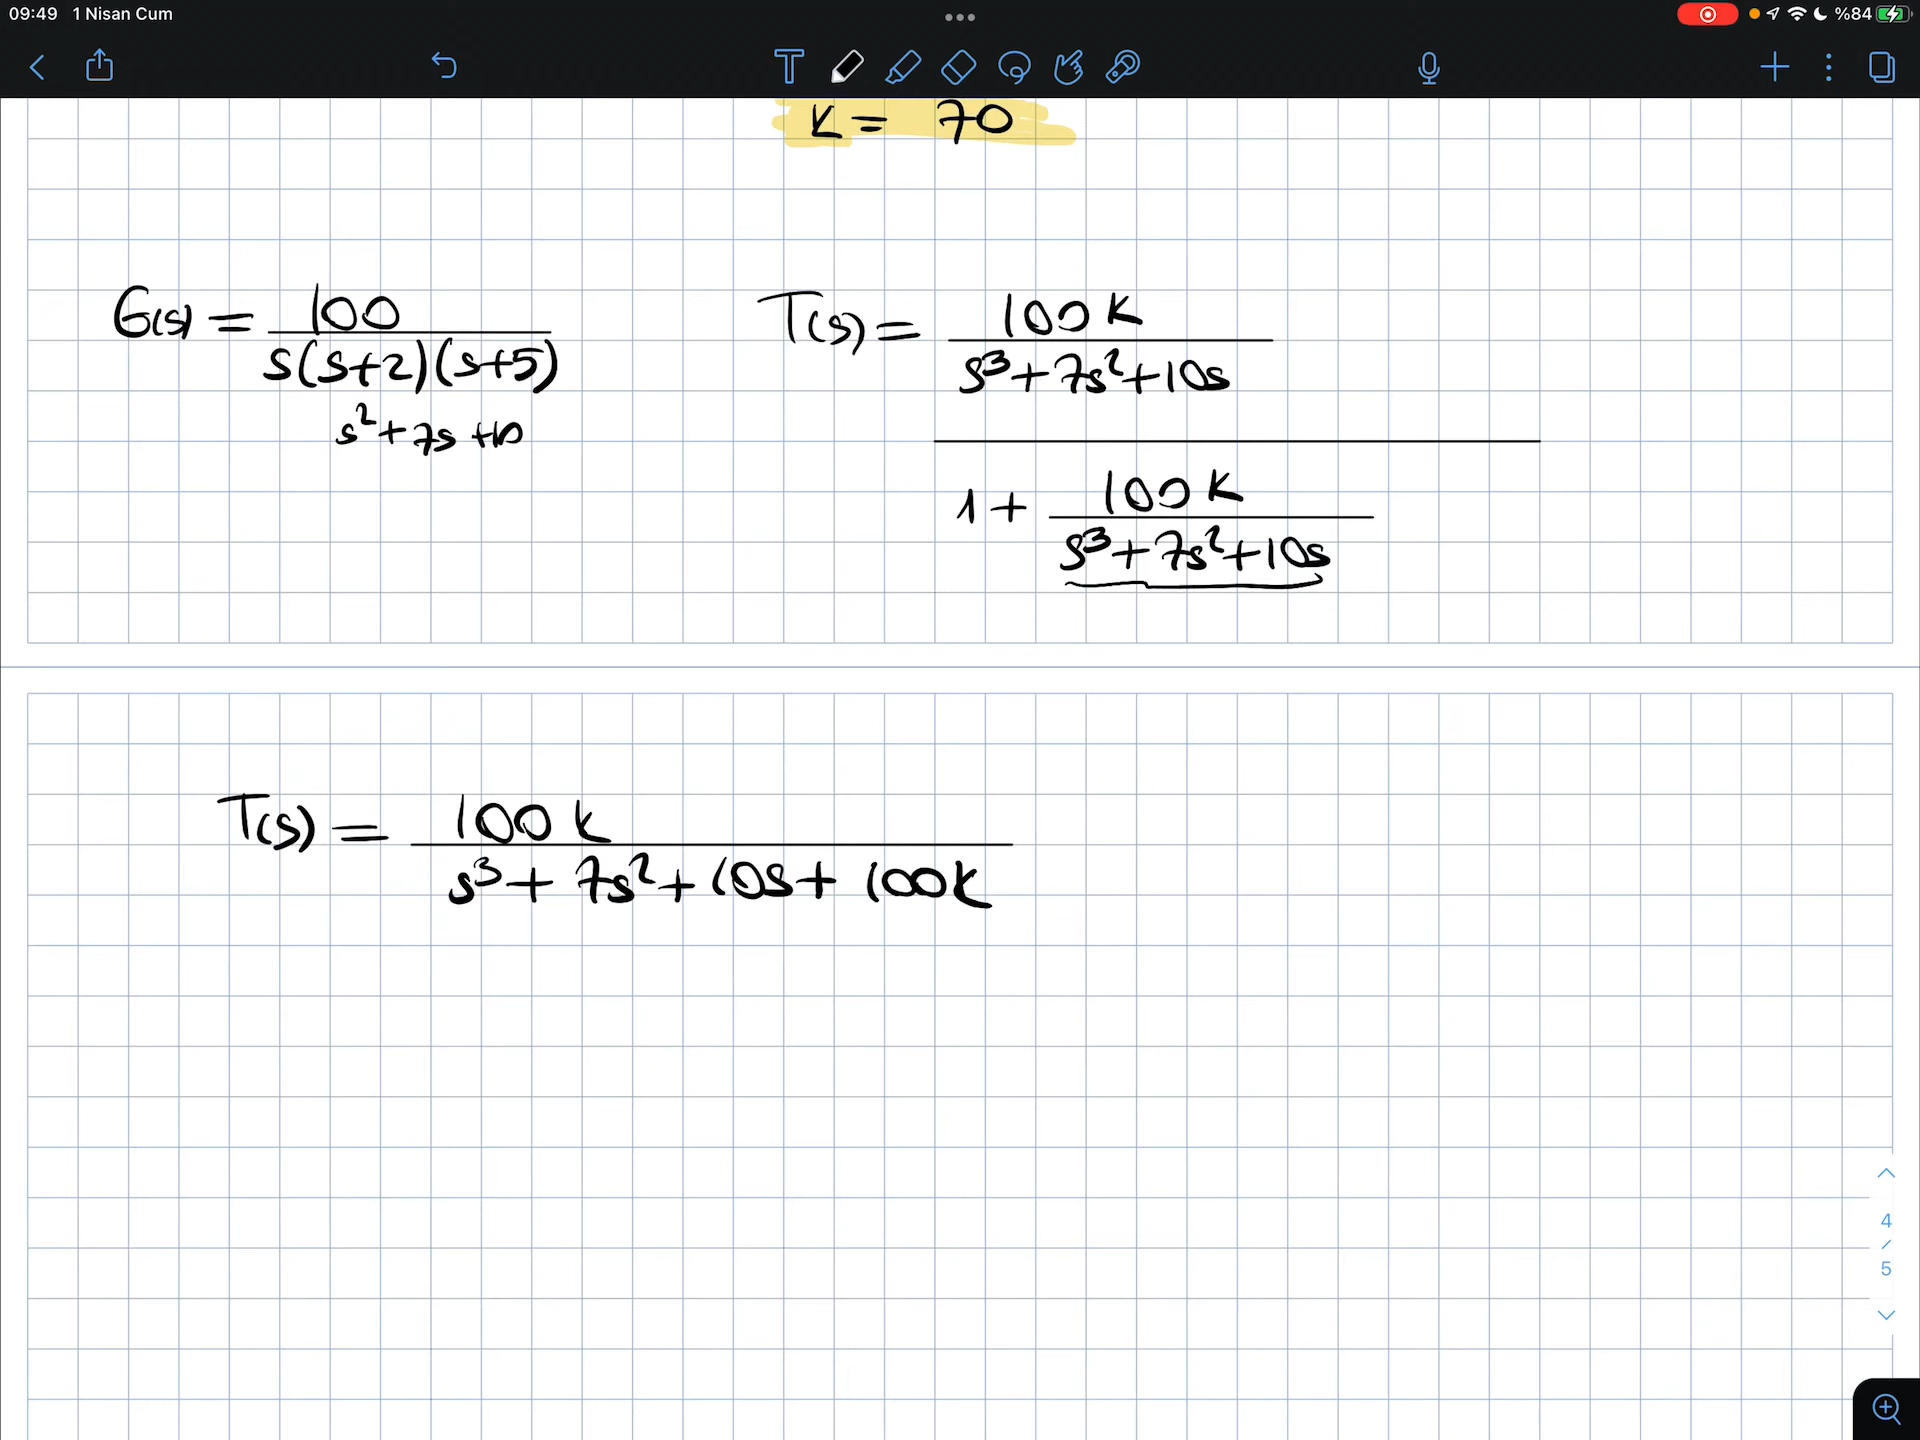 09:49 1 Nisan Cum
%84
K = 70
G(s) = 100
s(s+2)(s+5)
s²+7s+10
T(s) = 100K
s³+7s²+10s
1+ 100K
s³+7s²+10s
T(s) = 100K
s³+7s²+10s+100K
4
/
5